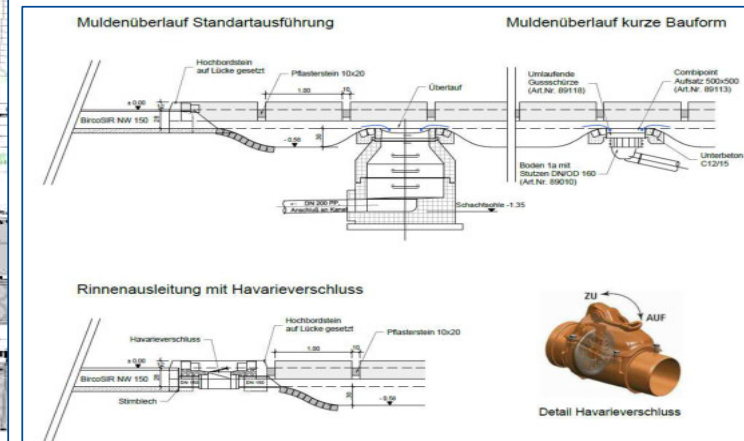 Muldenüberlauf Standartausführung
Muldenüberlauf kurze Bauform
Hochbordstein
auf Lücke gesetzt
Pflasterstein 10x20
1,00
10
± 0,00
BircoSIR NW 150
Überlauf
30
DN 200 PP,
Anschluß an Kanal
Schachtsohle -1.35
Umlaufende
Gussschürze
(Art.Nr. 89118)
Combipoint
Aufsatz 500x500
(Art.Nr. 89113)
Boden 1a mit
Stutzen DN/OD 160
(Art.Nr. 89010)
Unterbeton
C12/15
Rinnenausleitung mit Havarieverschluss
Hochbordstein
auf Lücke gesetzt
Havarieverschluss
Pflasterstein 10x20
± 0,00
1,00
10
BircoSIR NW 150
30
Stirnblech
ZU
AUF
Detail Havarieverschluss